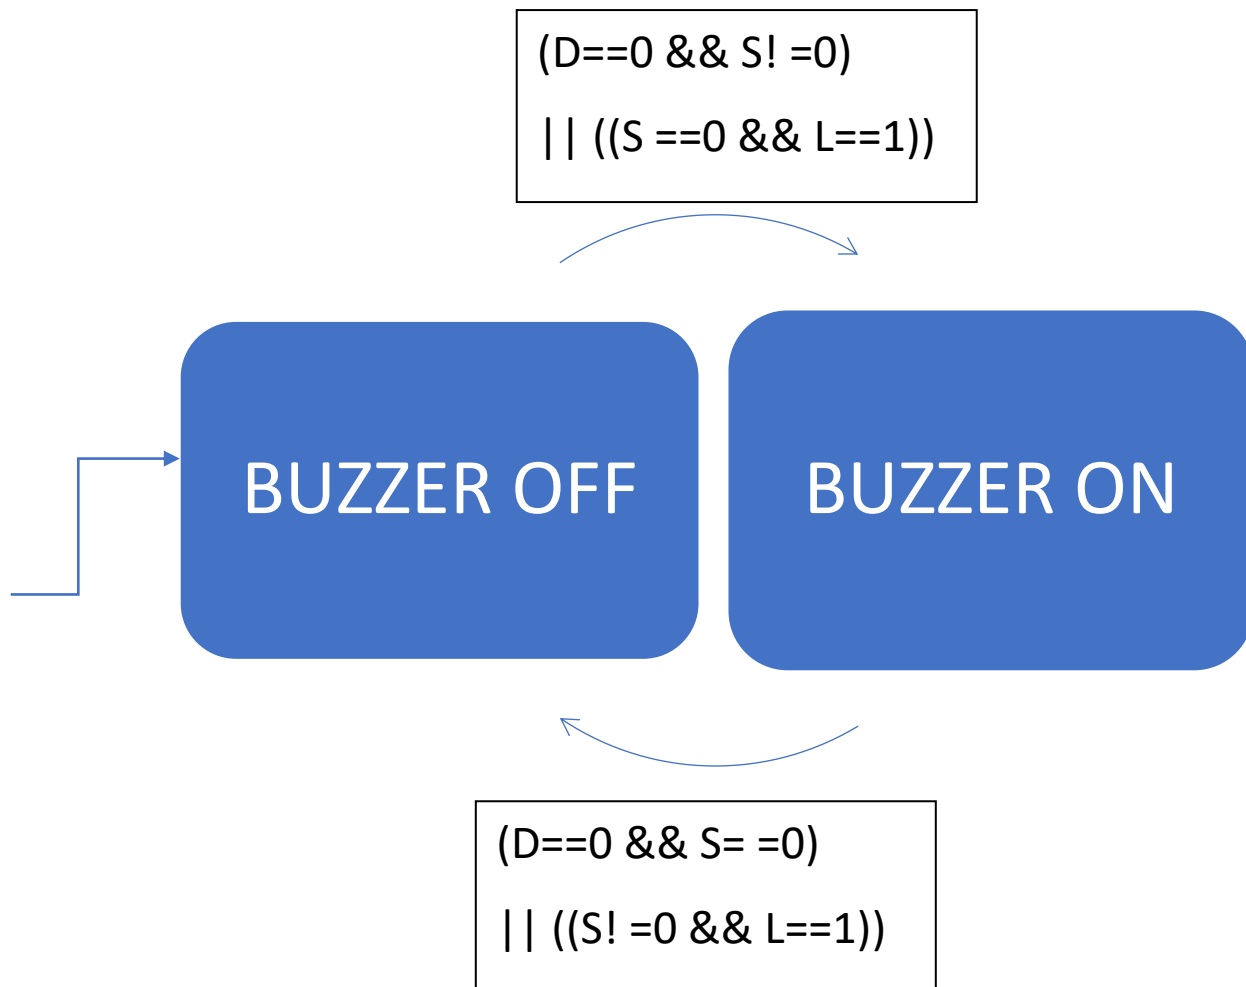 (D==0 && S! =0)
|| ((S ==0 && L==1))
BUZZER OFF
BUZZER ON
(D==0 && S= =0)
|| ((S! =0 && L==1))